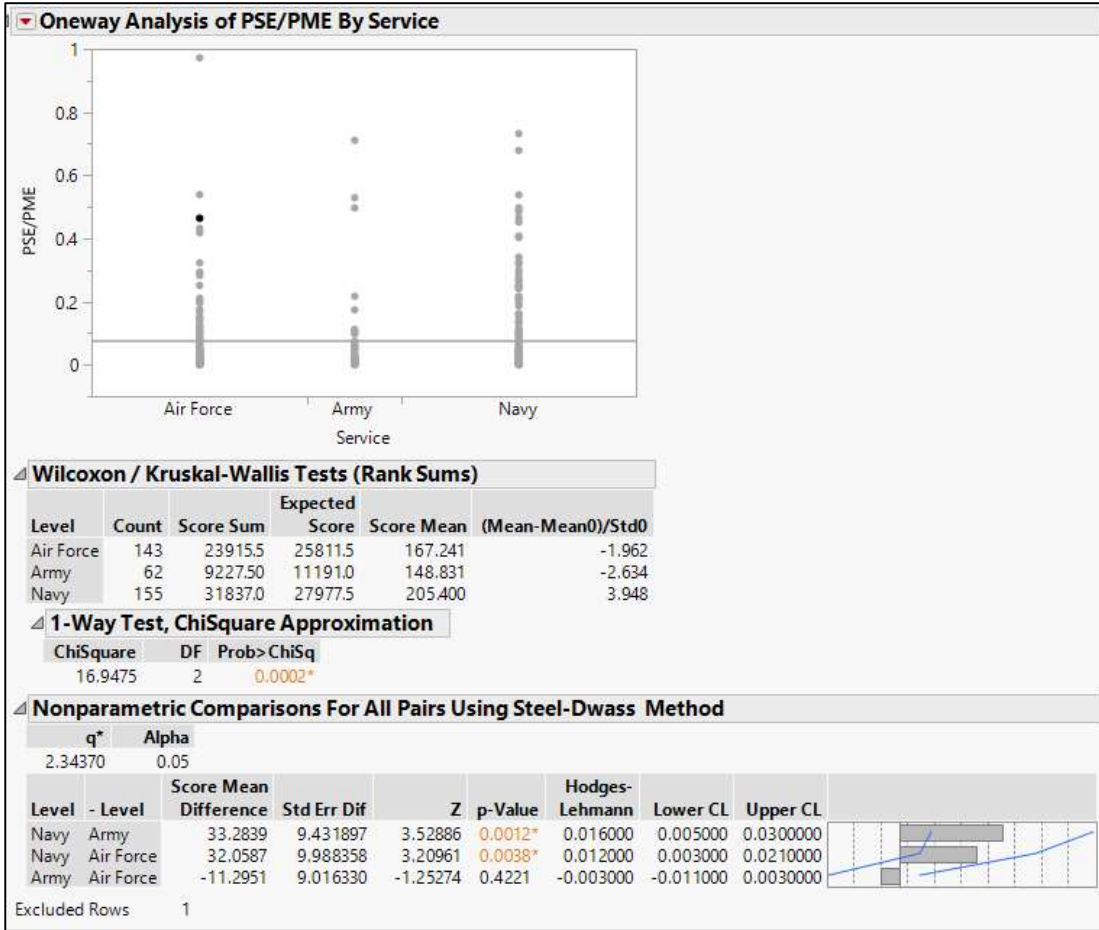 Oneway Analysis of PSE/PME By Service
1
0.8
0.6
0.4
0.2
0
PSE/PME
Air Force Army Navy
Service
Wilcoxon / Kruskal-Wallis Tests (Rank Sums)
Expected
Level Count Score Sum Score Score Mean (Mean-Mean0)/Std0
Air Force 143 23915.5 25811.5 167.241 -1.962
Army 62 9227.50 11191.0 148.831 -2.634
Navy 155 31837.0 27977.5 205.400 3.948
1-Way Test, ChiSquare Approximation
ChiSquare DF Prob>ChiSq
16.9475 2 0.0002*
Nonparametric Comparisons For All Pairs Using Steel-Dwass Method
q* Alpha
2.34370 0.05
Score Mean Hodges-
Level - Level Difference Std Err Dif Z p-Value Lehmann Lower CL Upper CL
Navy Army 33.2839 9.431897 3.52886 0.0012* 0.016000 0.005000 0.0300000
Navy Air Force 32.0587 9.988358 3.20961 0.0038* 0.012000 0.003000 0.0210000
Army Air Force -11.2951 9.016330 -1.25274 0.4221 -0.003000 -0.011000 0.0030000
Excluded Rows 1